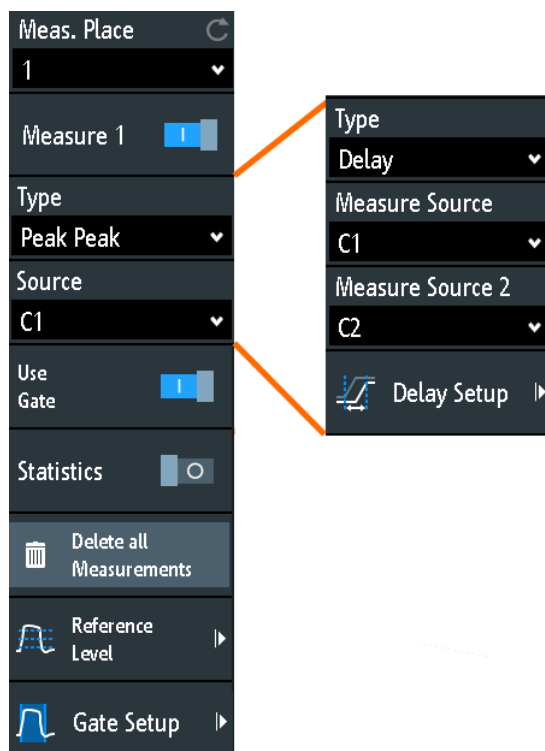 Meas. Place
1
Measure 1
Type
Peak Peak
Source
C1
Use
Gate
Statistics
Delete all
Measurements
Reference
Level
Gate Setup
Type
Delay
Measure Source
C1
Measure Source 2
C2
Delay Setup